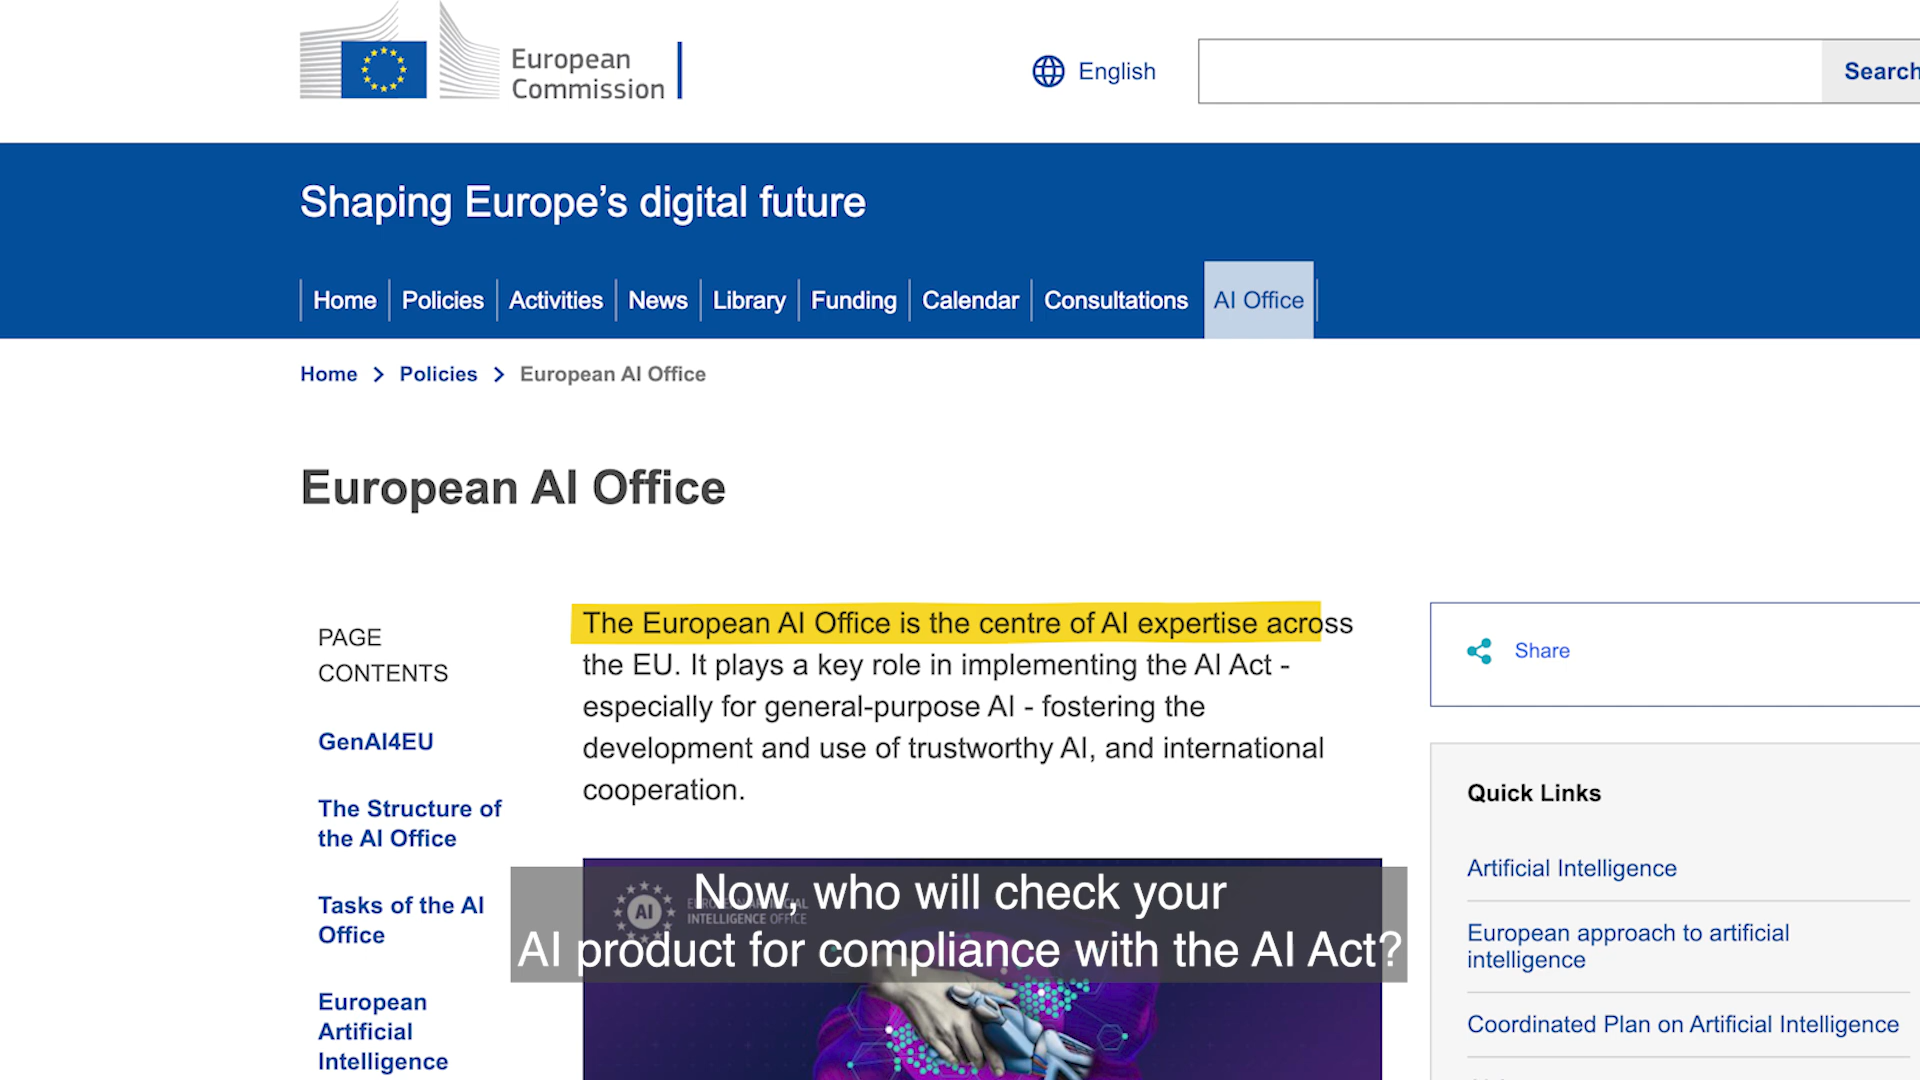 European
Commission
English
Search
Shaping Europe’s digital future
Home
Policies
Activities
News
Library
Funding
Calendar
Consultations
AI Office
Home
Policies
European AI Office
European AI Office
PAGE
CONTENTS
GenAI4EU
The Structure of
the AI Office
Tasks of the AI
Office
European
Artificial
Intelligence
The European AI Office is the centre of AI expertise across
the EU. It plays a key role in implementing the AI Act -
especially for general-purpose AI - fostering the
development and use of trustworthy AI, and international
cooperation.
AI
EUROPEAN ARTIFICIAL
INTELLIGENCE OFFICE
Now, who will check your
AI product for compliance with the AI Act?
Share
Quick Links
Artificial Intelligence
European approach to artificial
intelligence
Coordinated Plan on Artificial Intelligence